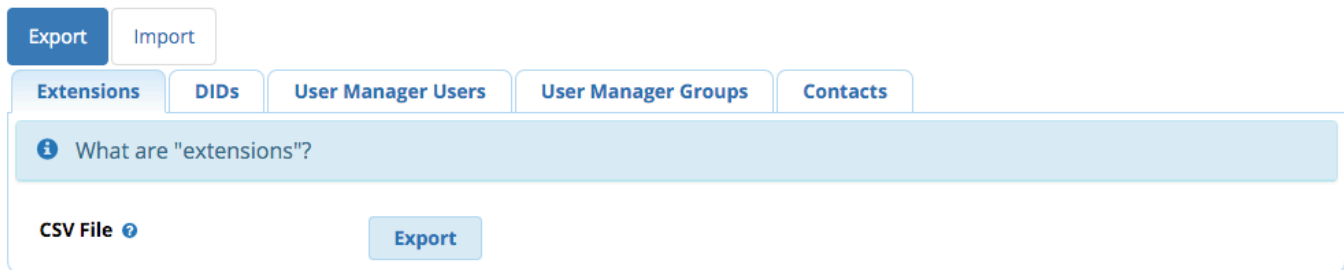 Export Import
Extensions DIDs User Manager Users User Manager Groups Contacts
What are "extensions"?
CSV File Export